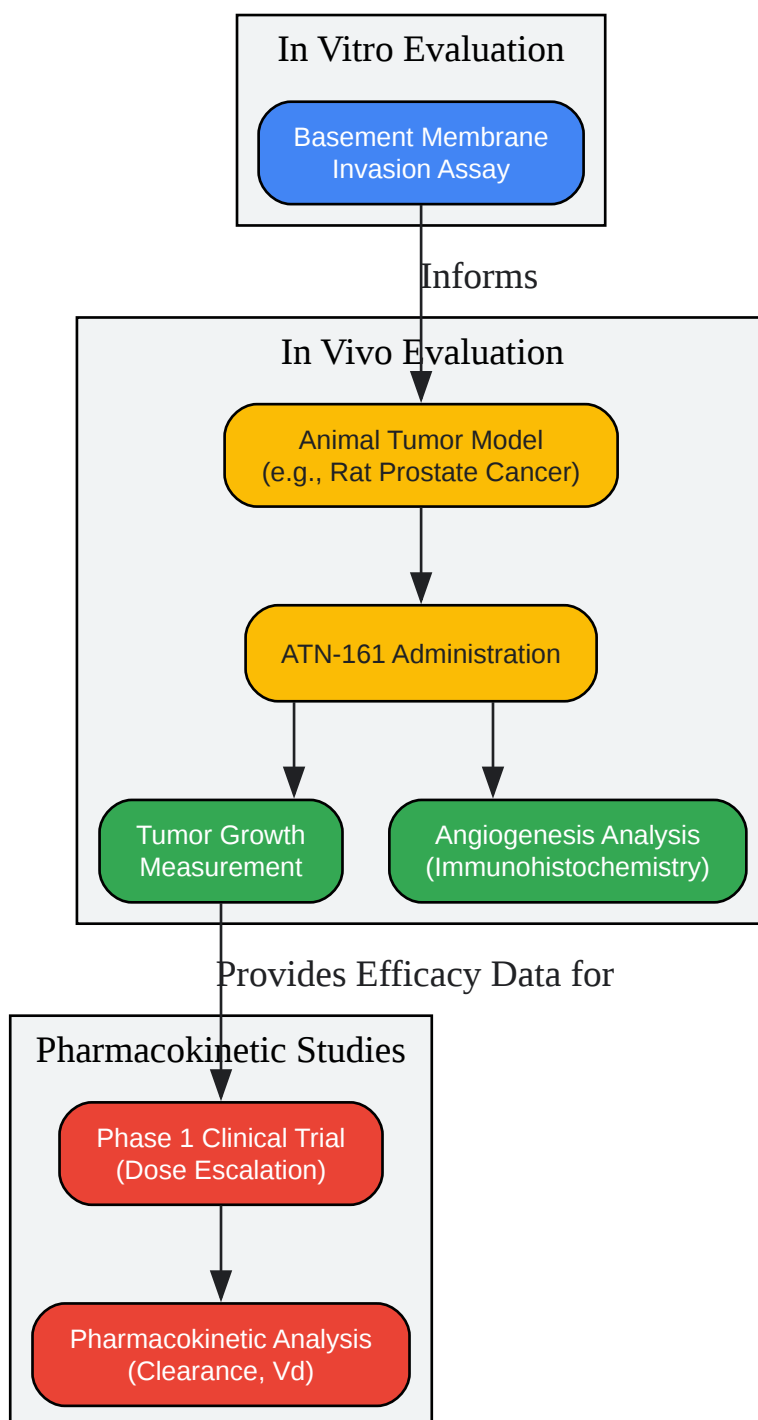 In Vitro Evaluation
Basement Membrane
Invasion Assay
Informs
In Vivo Evaluation
Animal Tumor Model
(e.g., Rat Prostate Cancer)
ATN-161 Administration
Tumor Growth
Measurement
Angiogenesis Analysis
(Immunohistochemistry)
Provides Efficacy Data for
Pharmacokinetic Studies
Phase 1 Clinical Trial
(Dose Escalation)
Pharmacokinetic Analysis
(Clearance, Vd)